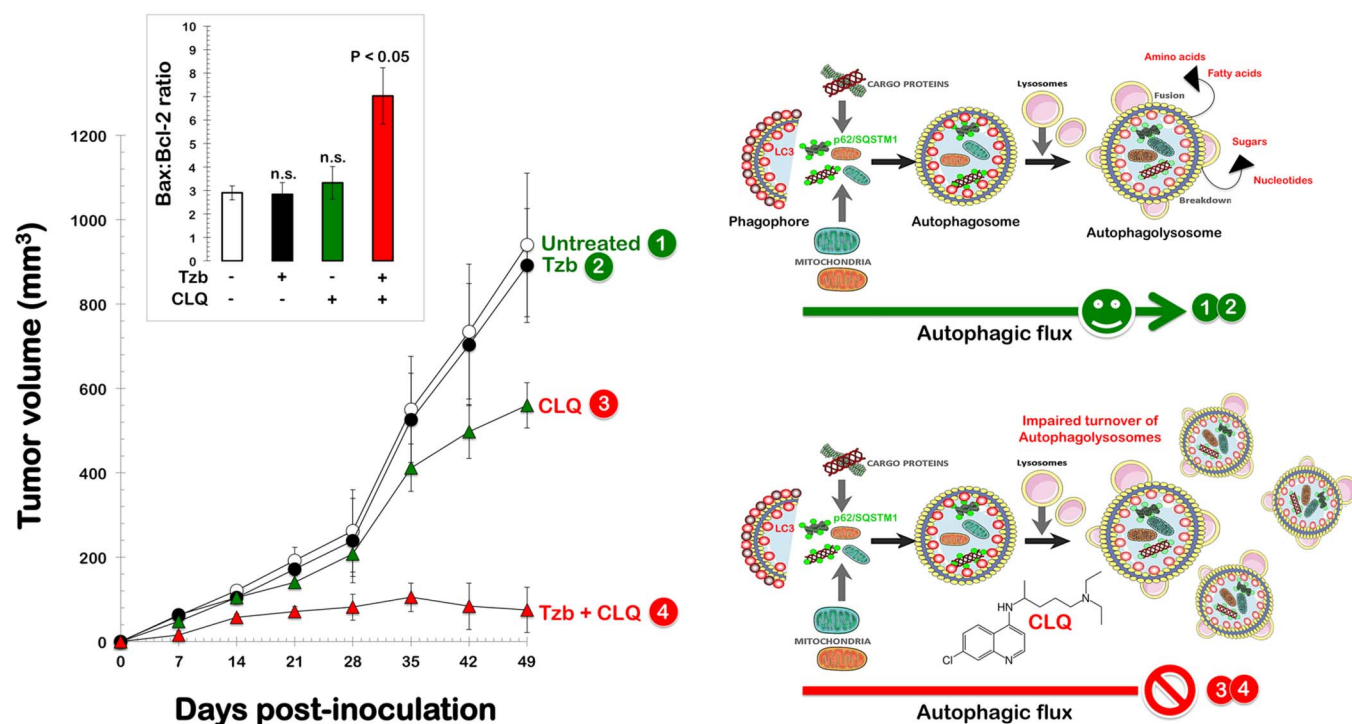 Bax:Bcl-2 ratio
10
9
8
7
6
5
4
3
2
1
0
n.s.
n.s.
P < 0.05
Tzb - + - +
CLQ - - + +
Tumor volume (mm³)
1200
1000
800
600
400
200
0
0 7 14 21 28 35 42 49
Days post-inoculation
Untreated 1
Tzb 2
CLQ 3
Tzb + CLQ 4
CARGO PROTEINS
LC3
p62/SQSTM1
Phagophore
MITOCHONDRIA
Autophagosome
Lysosomes
Fusion
Breakdown
Autophagolysosome
Amino acids
Fatty acids
Sugars
Nucleotides
Autophagic flux
1 2
CARGO PROTEINS
LC3
p62/SQSTM1
MITOCHONDRIA
Impaired turnover of
Autophagolysosomes
Lysosomes
HN
N
Cl
N
CLQ
Autophagic flux
3 4